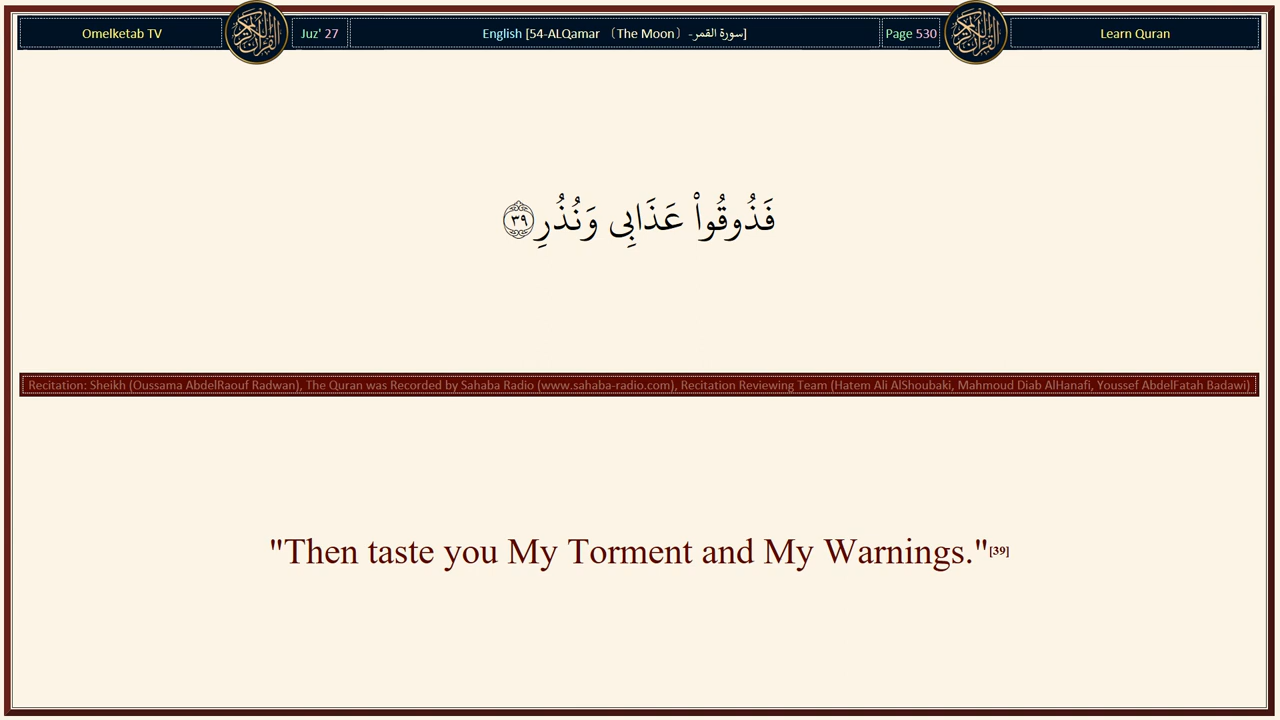 Omelketab TV
Juz' 27
English [54-ALQamar （The Moon）-سورة القمر]
Page 530
Learn Quran
فَذُوقُوا۟ عَذَابِى وَنُذُرِ ٣٩
Recitation: Sheikh (Oussama AbdelRaouf Radwan), The Quran was Recorded by Sahaba Radio (www.sahaba-radio.com), Recitation Reviewing Team (Hatem Ali AlShoubaki, Mahmoud Diab AlHanafi, Youssef AbdelFatah Badawi)
"Then taste you My Torment and My Warnings."[39]